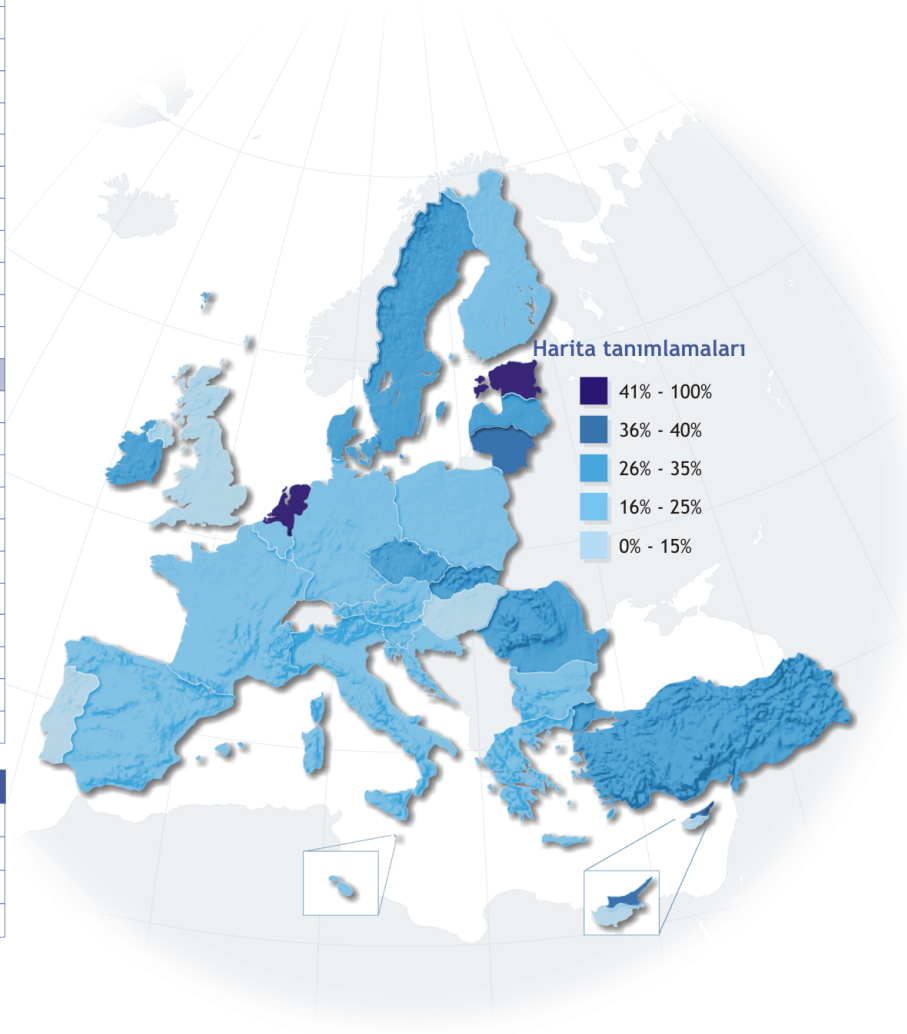 Harita tanımlamaları
41% - 100%
36% - 40%
26% - 35%
16% - 25%
0% - 15%